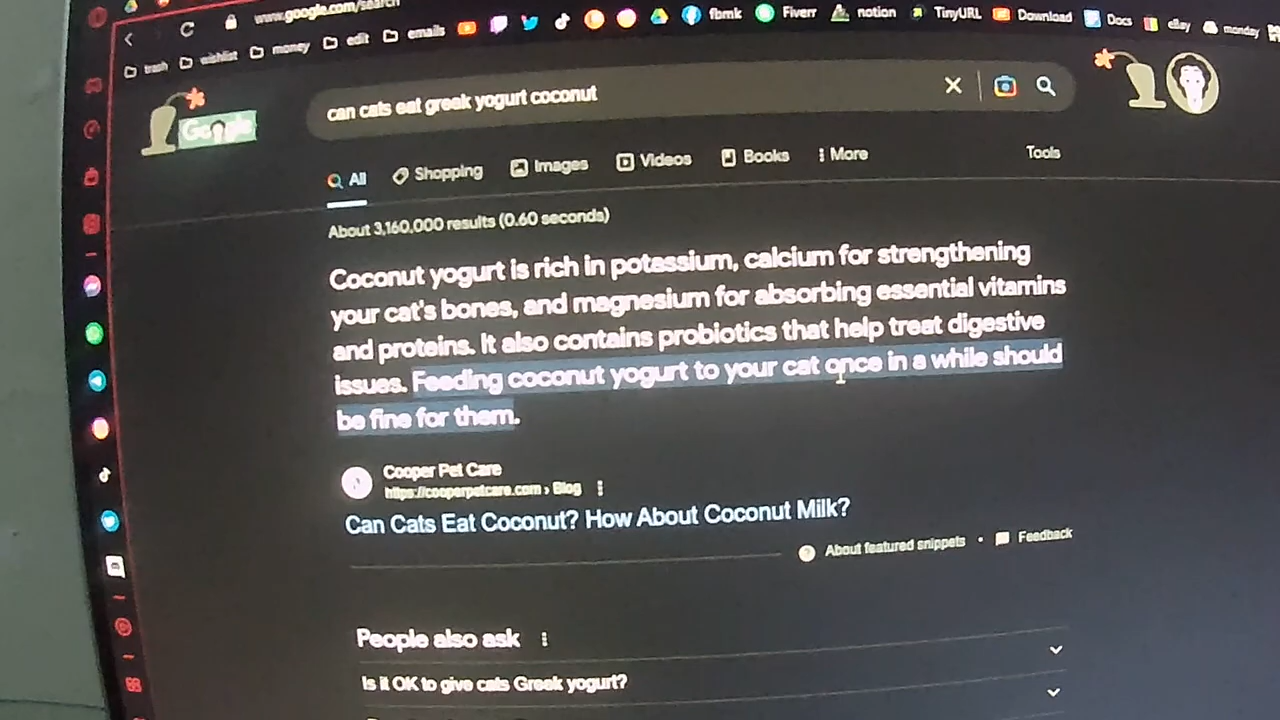 www.google.com/search
trash wishlist money edit emails fbmk Fiverr notion TinyURL Download Docs eBay monday
Google
can cats eat greek yogurt coconut
All Shopping Images Videos Books More Tools
About 3,160,000 results (0.60 seconds)
Coconut yogurt is rich in potassium, calcium for strengthening
your cat's bones, and magnesium for absorbing essential vitamins
and proteins. It also contains probiotics that help treat digestive
issues. Feeding coconut yogurt to your cat once in a while should
be fine for them.
Cooper Pet Care
https://cooperpetcare.com › Blog
Can Cats Eat Coconut? How About Coconut Milk?
About featured snippets • Feedback
People also ask
Is it OK to give cats Greek yogurt?